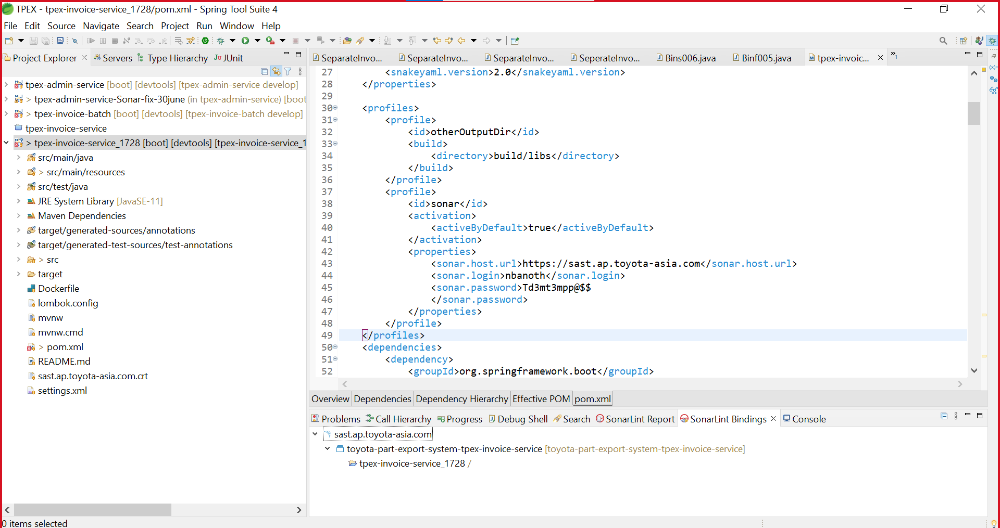 TPEX - tpex-invoice-service_1728/pom.xml - Spring Tool Suite 4
File Edit Source Navigate Search Project Run Window Help
Project Explorer Servers Type Hierarchy JUnit
tpex-admin-service [boot] [devtools] [tpex-admin-service develop]
> tpex-admin-service-Sonar-fix-30june (in tpex-admin-service) [boot
> tpex-invoice-batch [boot] [devtools] [tpex-invoice-batch develop]
tpex-invoice-service
> tpex-invoice-service_1728 [boot] [devtools] [tpex-invoice-service_1
src/main/java
> src/main/resources
src/test/java
JRE System Library [JavaSE-11]
Maven Dependencies
target/generated-sources/annotations
target/generated-test-sources/test-annotations
> src
target
Dockerfile
lombok.config
mvnw
mvnw.cmd
> pom.xml
README.md
sast.ap.toyota-asia.com.crt
settings.xml
0 items selected
SeparateInvo... SeparateInvo... SeparateInvo... SeperateInvo... Bins006.java Binf005.java tpex-invoic... »1
27 <snakeyaml.version>2.0</snakeyaml.version>
28 </properties>
29
30 <profiles>
31 <profile>
32 <id>otherOutputDir</id>
33 <build>
34 <directory>build/libs</directory>
35 </build>
36 </profile>
37 <profile>
38 <id>sonar</id>
39 <activation>
40 <activeByDefault>true</activeByDefault>
41 </activation>
42 <properties>
43 <sonar.host.url>https://sast.ap.toyota-asia.com</sonar.host.url>
44 <sonar.login>nbanoth</sonar.login>
45 <sonar.password>Td3mt3mpp@$$
46 </sonar.password>
47 </properties>
48 </profile>
49 </profiles>
50 <dependencies>
51 <dependency>
52 <groupId>org.springframework.boot</groupId>
Overview Dependencies Dependency Hierarchy Effective POM pom.xml
Problems Call Hierarchy Progress Debug Shell Search SonarLint Report SonarLint Bindings Console
sast.ap.toyota-asia.com
toyota-part-export-system-tpex-invoice-service [toyota-part-export-system-tpex-invoice-service]
tpex-invoice-service_1728 /